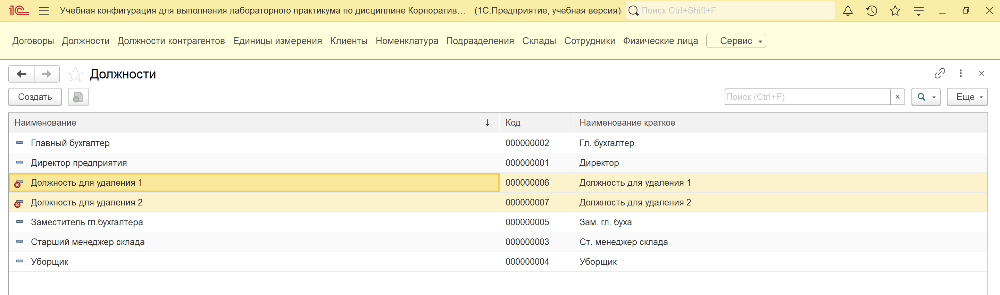 1С Учебная конфигурация для выполнения лабораторного практикума по дисциплине Корпоратив… (1С:Предприятие, учебная версия) Поиск Ctrl+Shift+F
Договоры Должности Должности контрагентов Единицы измерения Клиенты Номенклатура Подразделения Склады Сотрудники Физические лица Сервис
Должности
Создать Поиск (Ctrl+F) Еще
Наименование Код Наименование краткое
Главный бухгалтер 000000002 Гл. бухгалтер
Директор предприятия 000000001 Директор
Должность для удаления 1 000000006 Должность для удаления 1
Должность для удаления 2 000000007 Должность для удаления 2
Заместитель гл.бухгалтера 000000005 Зам. гл. буха
Старший менеджер склада 000000003 Ст. менеджер склада
Уборщик 000000004 Уборщик